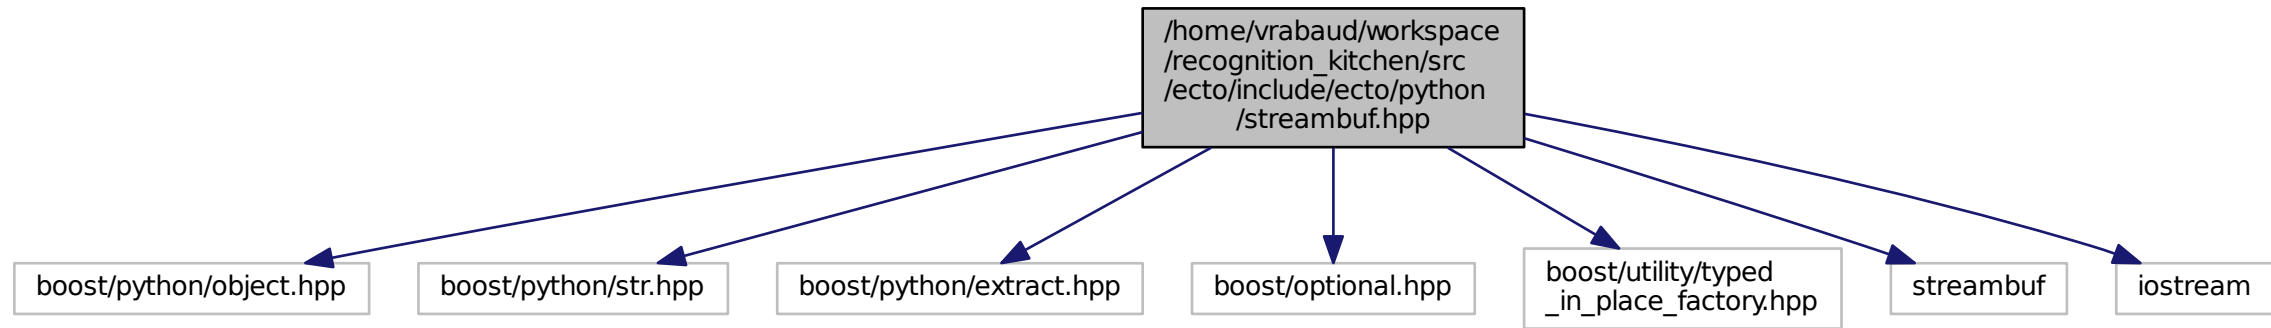 /home/vrabaud/workspace
/recognition_kitchen/src
/ecto/include/ecto/python
/streambuf.hpp
boost/python/object.hpp
boost/python/str.hpp
boost/python/extract.hpp
boost/optional.hpp
boost/utility/typed
_in_place_factory.hpp
streambuf
iostream